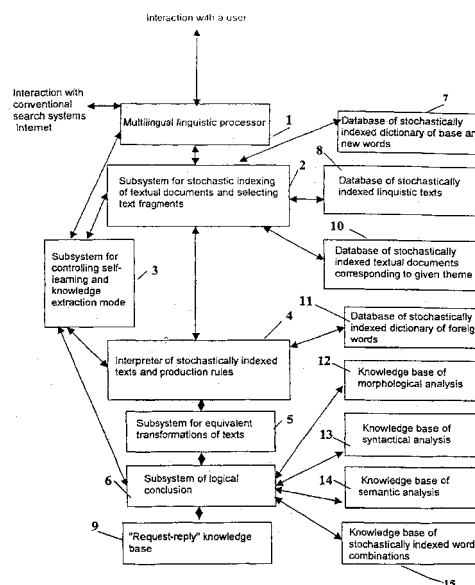 Interaction with a user
Interaction with
conventional
search systems
Internet
Multilingual linguistic processor
1
7
Database of stochastically
indexed dictionary of base an
new words
Subsystem for stochastic indexing
of textual documents and selecting
text fragments
2
8
Database of stochastically
indexed linguistic texts
10
Database of stochastically
indexed textual documents
corresponding to given theme
Subsystem for
controlling self-
learning and
knowledge
extraction mode
3
11
Database of stochastically
indexed dictionary of foreig
words
4
Interpreter of stochastically indexed
texts and production rules
12
Knowledge base of
morphological analysis
Subsystem for equivalent
transformations of texts
5
13
Knowledge base of
syntactical analysis
6
Subsystem of logical
conclusion
14
Knowledge base of
semantic analysis
9
"Request-reply" knowledge
base
Knowledge base of
stochastically indexed word
combinations
15